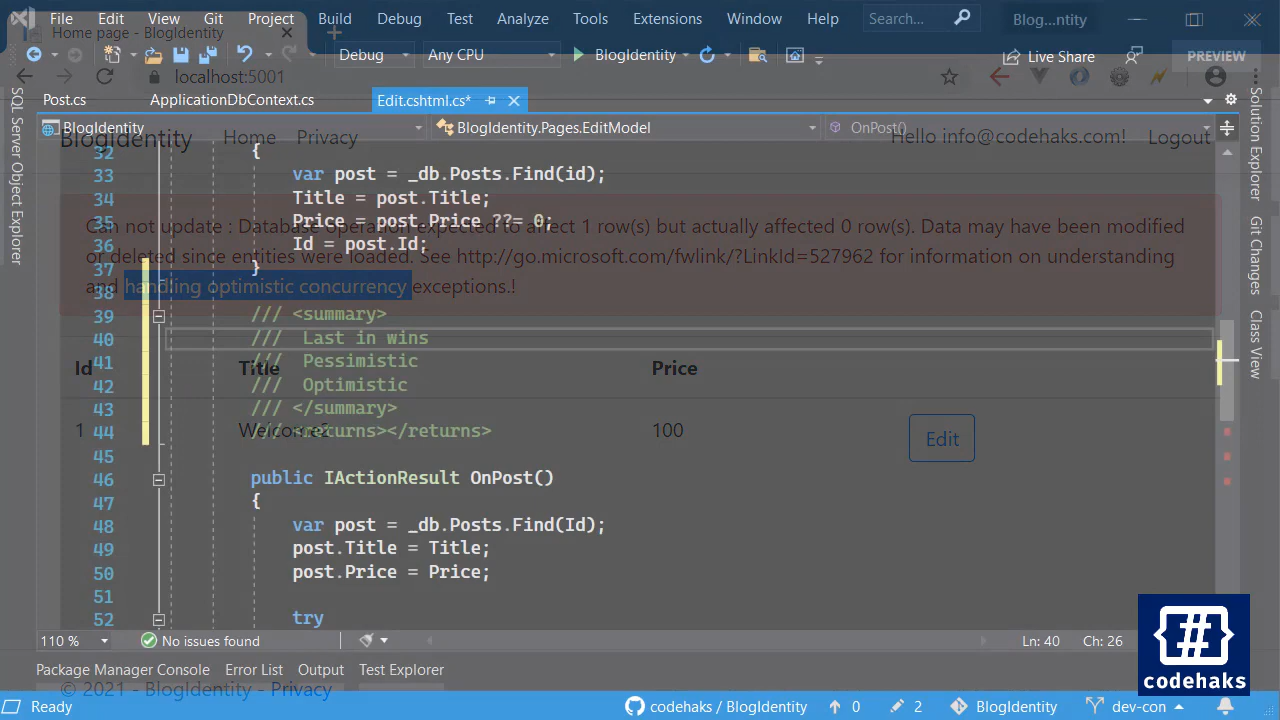 File Edit View Git Project Build Debug Test Analyze Tools Extensions Window Help Search... Blog...ntity
Home page - BlogIdentity
Debug Any CPU BlogIdentity Live Share PREVIEW
localhost:5001
Post.cs ApplicationDbContext.cs Edit.cshtml.cs*
BlogIdentity BlogIdentity.Pages.EditModel OnPost()
BlogIdentity Home Privacy Hello info@codehaks.com! Logout
SQL Server Object Explorer
Solution Explorer
Git Changes
Class View
32 {
33 var post = _db.Posts.Find(id);
34 Title = post.Title;
35 Price = post.Price ??= 0;
36 Id = post.Id;
37 }
38
Can not update : Database operation expected to affect 1 row(s) but actually affected 0 row(s). Data may have been modified
or deleted since entities were loaded. See http://go.microsoft.com/fwlink/?LinkId=527962 for information on understanding
and handling optimistic concurrency exceptions.!
39 /// <summary>
40 /// Last in wins
41 /// Pessimistic
42 /// Optimistic
43 /// </summary>
44 /// <returns></returns>
45
46 public IActionResult OnPost()
47 {
48 var post = _db.Posts.Find(Id);
49 post.Title = Title;
50 post.Price = Price;
51
52 try
Id Title Price
1 100 Edit
110 % No issues found Ln: 40 Ch: 26
Package Manager Console Error List Output Test Explorer
© 2021 - BlogIdentity - Privacy
Ready codehaks / BlogIdentity 0 2 BlogIdentity dev-con
{#}
codehaks